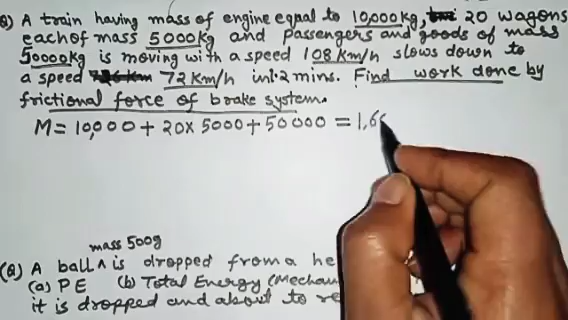 Q) A train having mass of engine equal to 10,000kg, 20 wagons
each of mass 5000kg and passengers and goods of mass
50000kg is moving with a speed 108 km/h slows down to
a speed 72 km/h in 2 mins. Find work done by
frictional force of brake system.
M = 10,000 + 20 x 5000 + 50000 = 1,6
mass 500g
(Q) A ball ^ is dropped from a he
(a) PE (b) Total Energy (Mechan
it is dropped and about to re